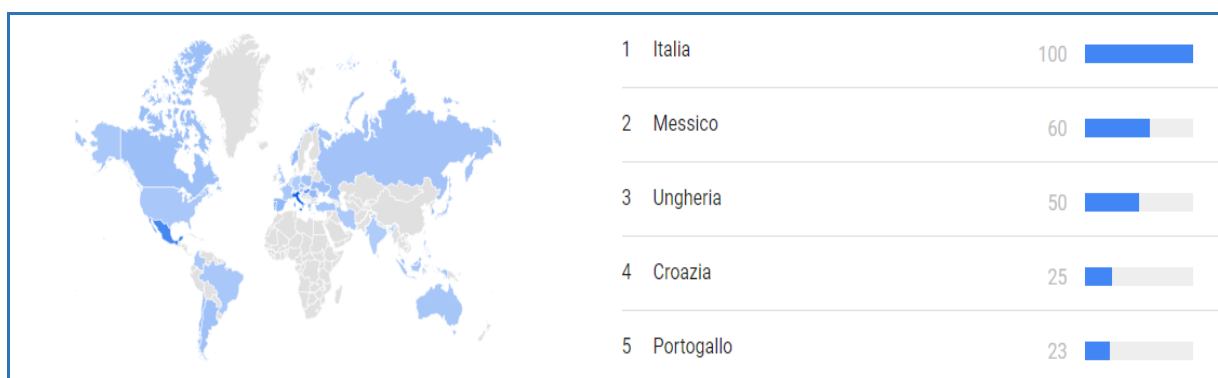 1 Italia 100
2 Messico 60
3 Ungheria 50
4 Croazia 25
5 Portogallo 23